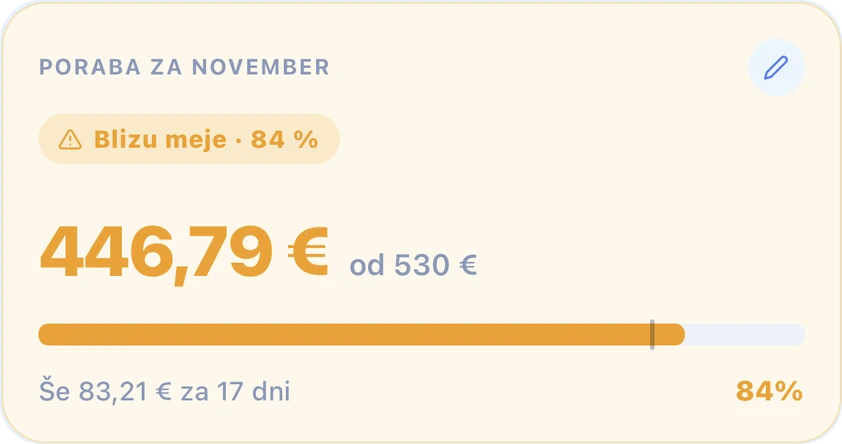 PORABA ZA NOVEMBER
Blizu meje · 84 %
446,79 € od 530 €
Še 83,21 € za 17 dni
84%